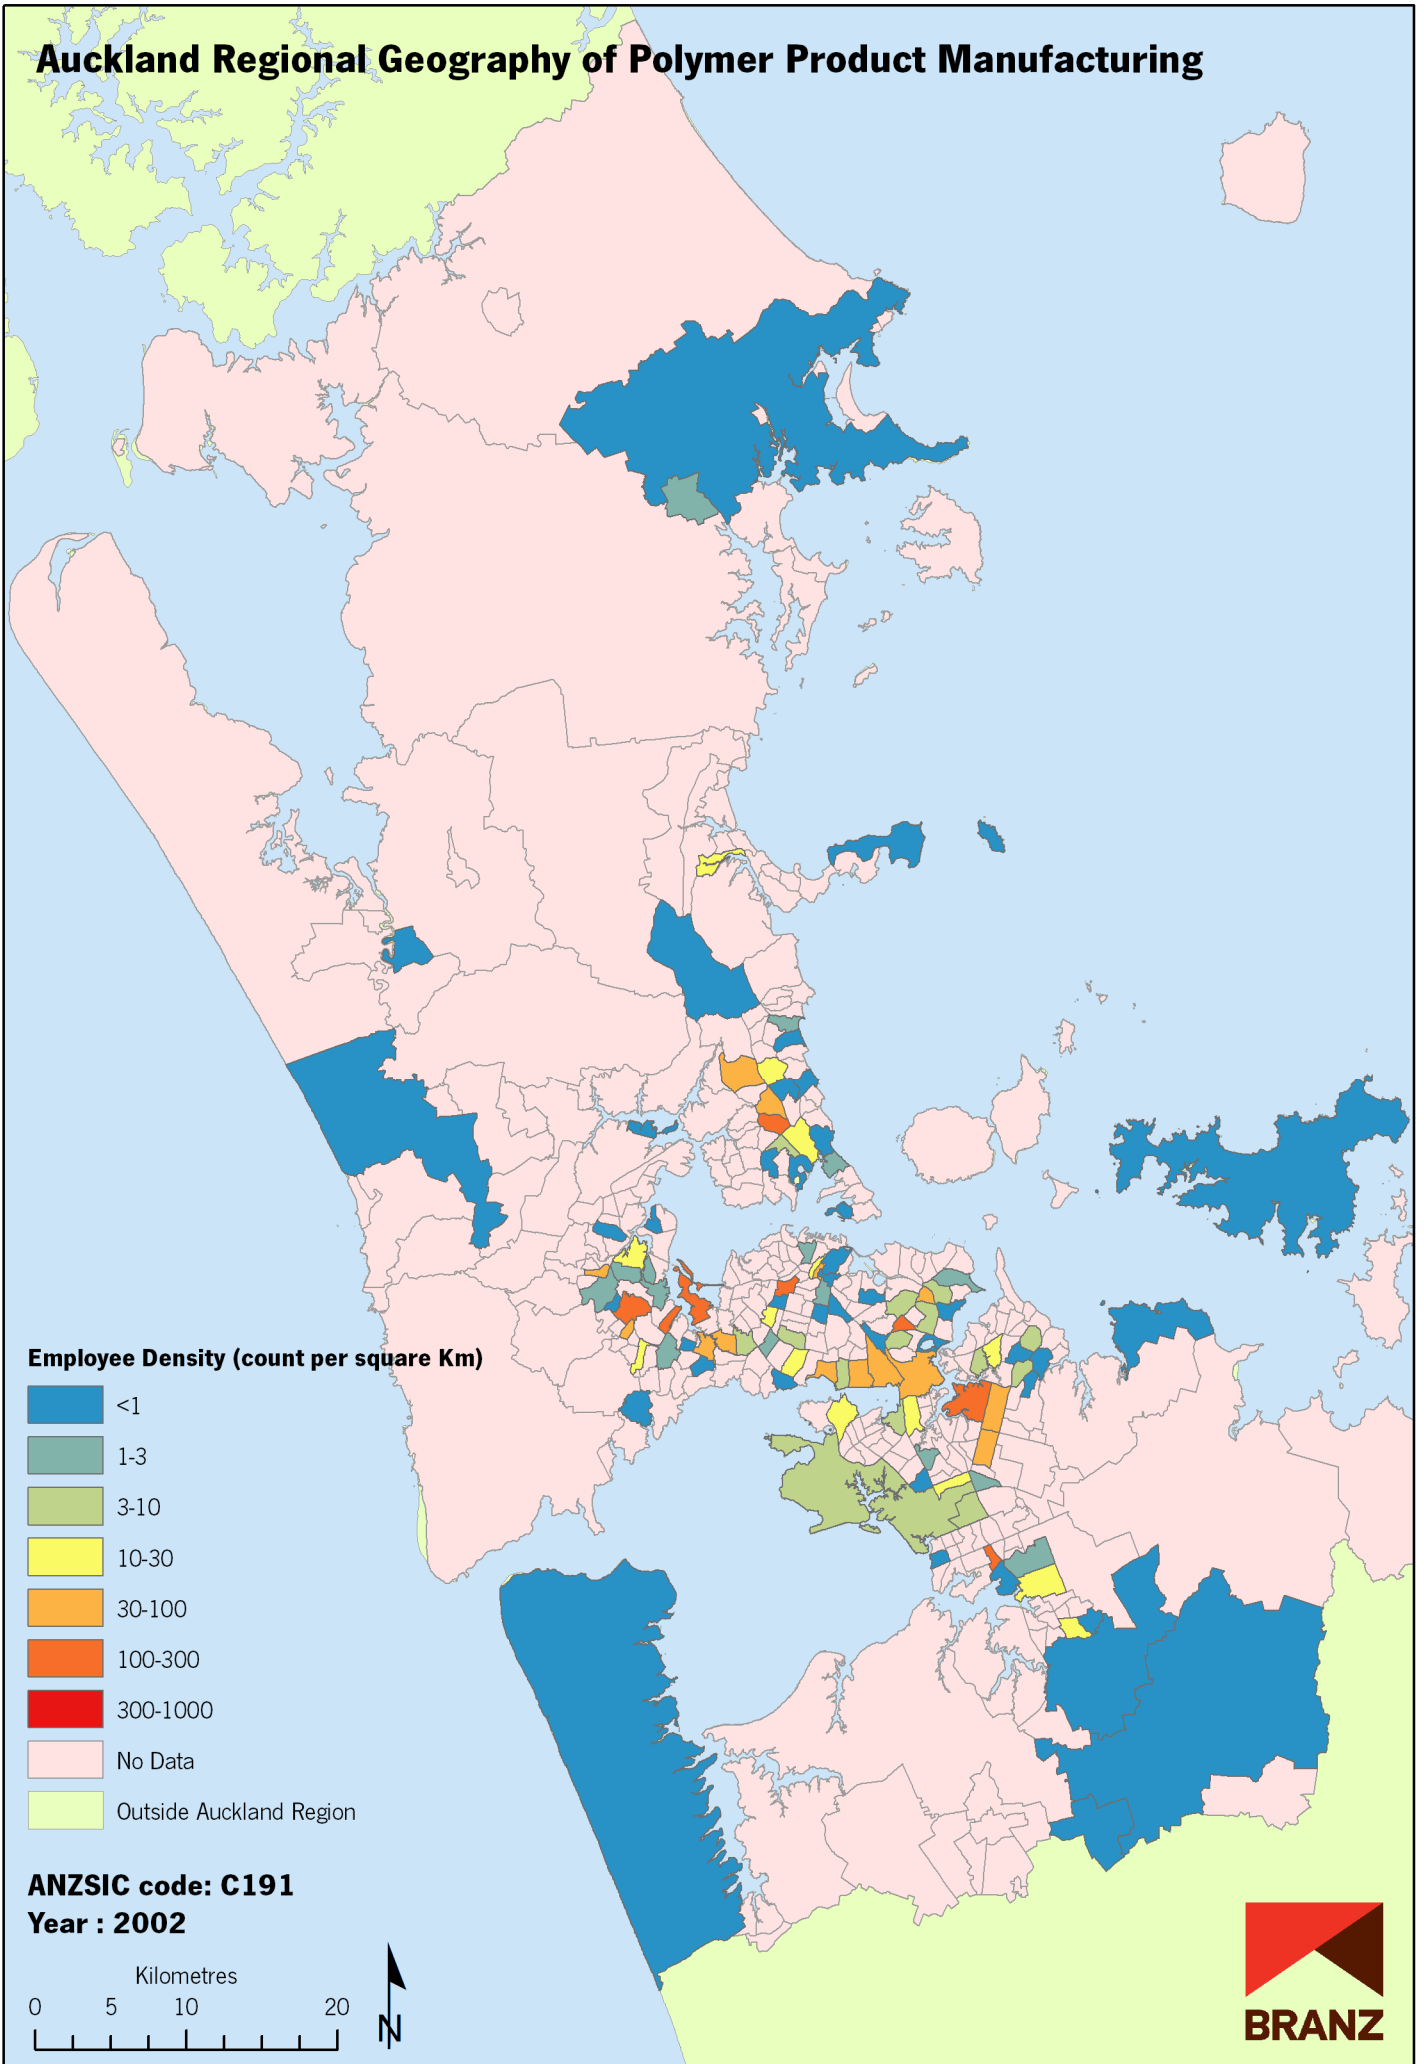 Auckland Regional Geography of Polymer Product Manufacturing
Employee Density (count per square Km)
<1
1-3
3-10
10-30
30-100
100-300
300-1000
No Data
Outside Auckland Region
ANZSIC code: C191
Year : 2002
Kilometres
0 5 10 20
N
BRANZ